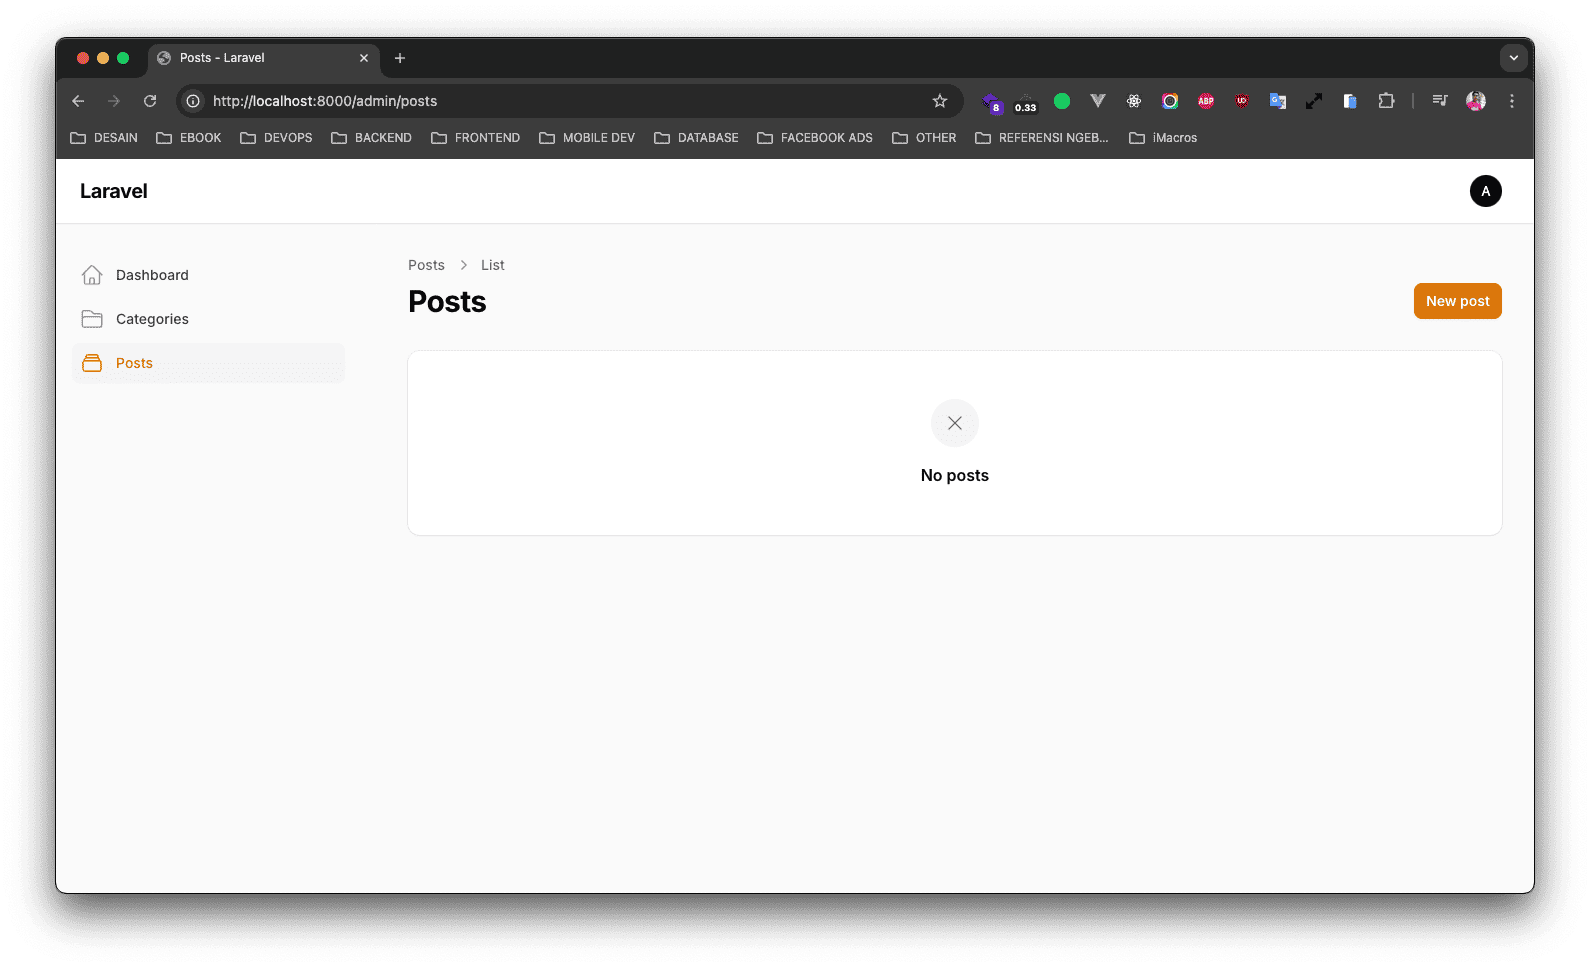 Posts - Laravel
http://localhost:8000/admin/posts
8
0.33
ABP
DESAIN
EBOOK
DEVOPS
BACKEND
FRONTEND
MOBILE DEV
DATABASE
FACEBOOK ADS
OTHER
REFERENSI NGEB...
iMacros
Laravel
A
Dashboard
Categories
Posts
Posts > List
Posts
New post
No posts